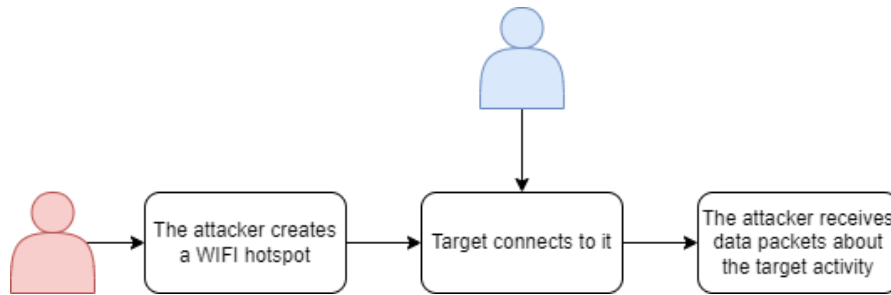 The attacker creates
a WIFI hotspot
Target connects to it
The attacker receives
data packets about
the target activity